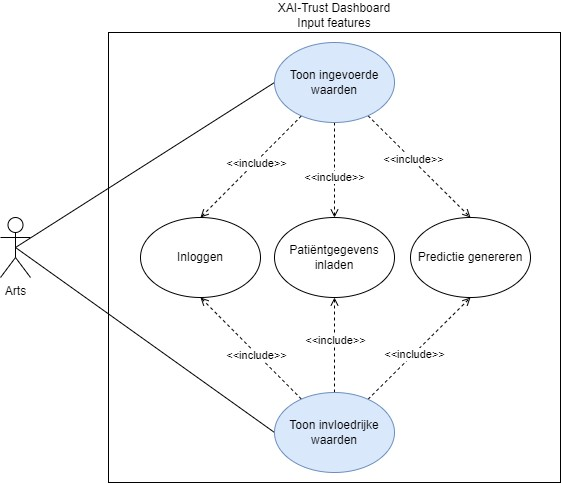 XAI-Trust Dashboard
Input features
Toon ingevoerde
waarden
<<include>>
<<include>>
<<include>>
Inloggen
Patiëntgegevens
inladen
Predictie genereren
Arts
<<include>>
<<include>>
<<include>>
Toon invloedrijke
waarden